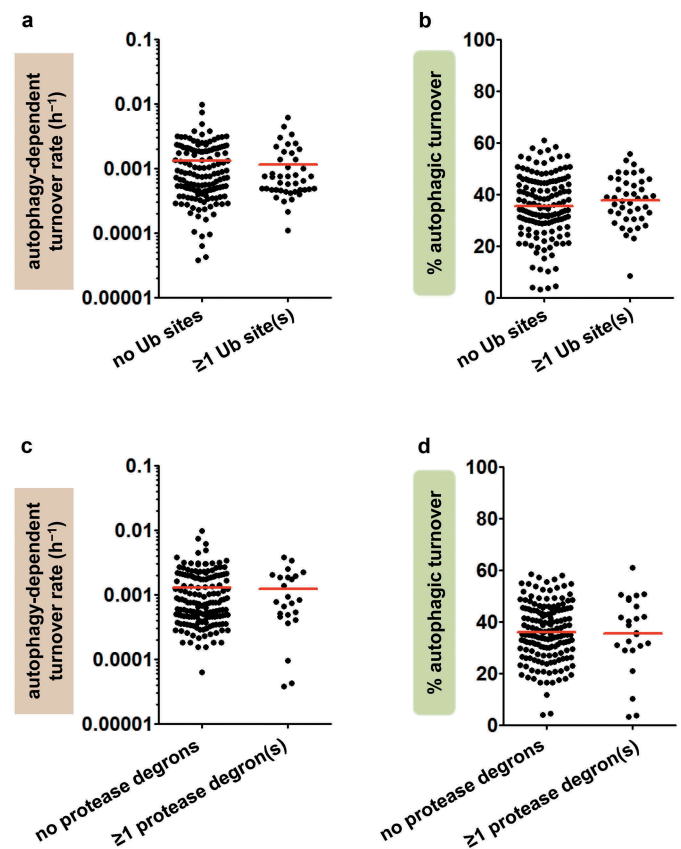 a
autophagy-dependent
turnover rate (h⁻¹)
0.1
0.01
0.001
0.0001
0.00001
no Ub sites
≥1 Ub site(s)
b
% autophagic turnover
100
80
60
40
20
0
no Ub sites
≥1 Ub site(s)
c
autophagy-dependent
turnover rate (h⁻¹)
0.1
0.01
0.001
0.0001
0.00001
no protease degrons
≥1 protease degron(s)
d
% autophagic turnover
100
80
60
40
20
0
no protease degrons
≥1 protease degron(s)